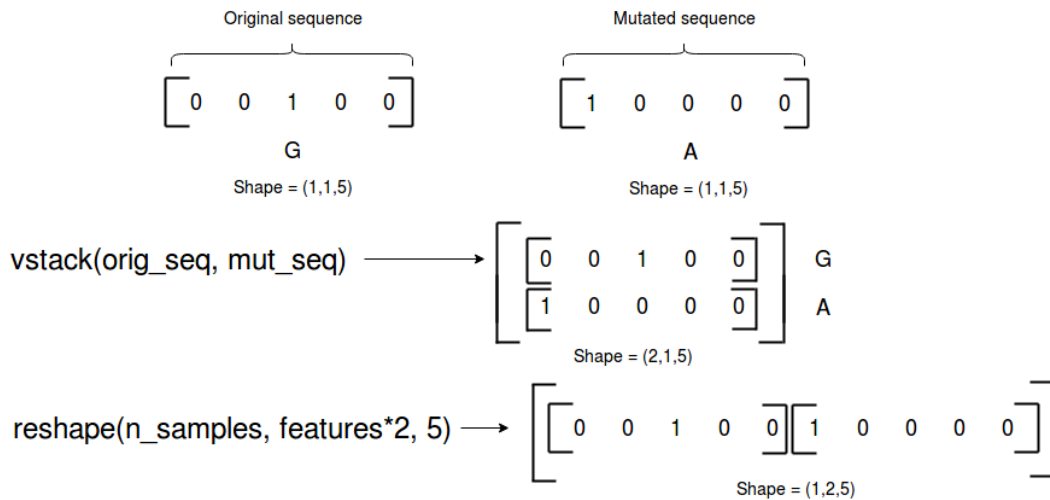 Original sequence
Mutated sequence
0 0 1 0 0
1 0 0 0 0
G
A
Shape = (1,1,5)
Shape = (1,1,5)
vstack(orig_seq, mut_seq)
0 0 1 0 0 G
1 0 0 0 0 A
Shape = (2,1,5)
reshape(n_samples, features*2, 5)
0 0 1 0 0 1 0 0 0 0
Shape = (1,2,5)